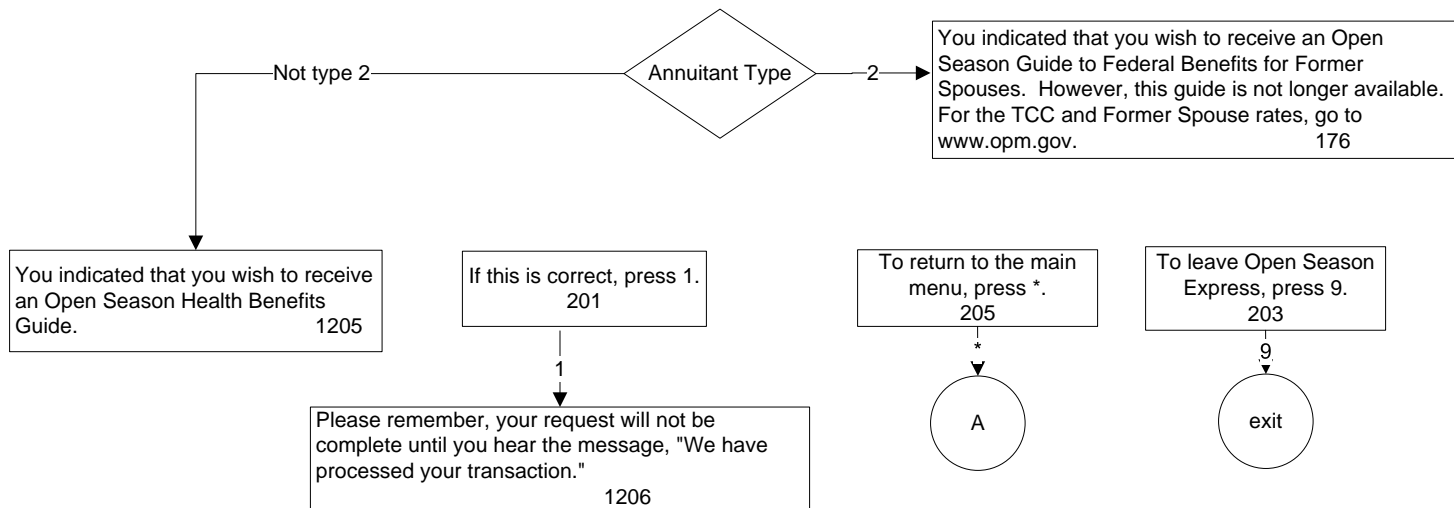 Not type 2
Annuitant Type
2
You indicated that you wish to receive an Open
Season Guide to Federal Benefits for Former
Spouses. However, this guide is not longer available.
For the TCC and Former Spouse rates, go to
www.opm.gov. 176
You indicated that you wish to receive
an Open Season Health Benefits
Guide. 1205
If this is correct, press 1.
201
1
Please remember, your request will not be
complete until you hear the message, "We have
processed your transaction."
1206
To return to the main
menu, press *.
205
*
A
To leave Open Season
Express, press 9.
203
9
exit